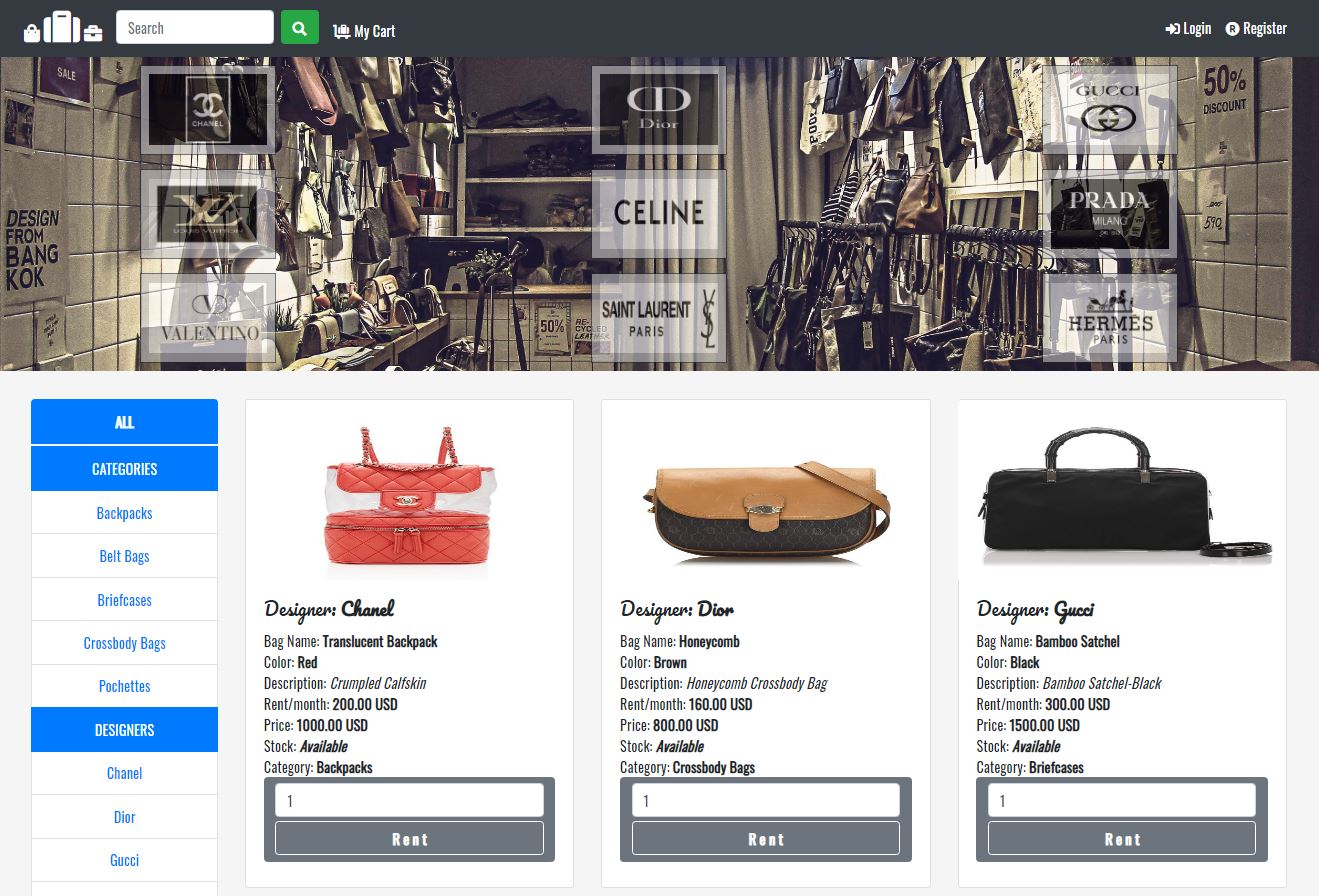 Search
My Cart
Login
Register
SALE
CHANEL
Dior
GUCCI
50%
DISCOUNT
LOUIS VUITTON
CELINE
PRADA
MILANO
590
DESIGN
FROM
BANG
KOK
VALENTINO
SAINT LAURENT
PARIS
50%
RE-
CYCLED
LEATHER
HERMÈS
PARIS
ALL
CATEGORIES
Backpacks
Belt Bags
Briefcases
Crossbody Bags
Pochettes
DESIGNERS
Chanel
Dior
Gucci
Designer: Chanel
Bag Name: Translucent Backpack
Color: Red
Description: Crumpled Calfskin
Rent/month: 200.00 USD
Price: 1000.00 USD
Stock: Available
Category: Backpacks
1
Rent
Designer: Dior
Bag Name: Honeycomb
Color: Brown
Description: Honeycomb Crossbody Bag
Rent/month: 160.00 USD
Price: 800.00 USD
Stock: Available
Category: Crossbody Bags
1
Rent
Designer: Gucci
Bag Name: Bamboo Satchel
Color: Black
Description: Bamboo Satchel-Black
Rent/month: 300.00 USD
Price: 1500.00 USD
Stock: Available
Category: Briefcases
1
Rent